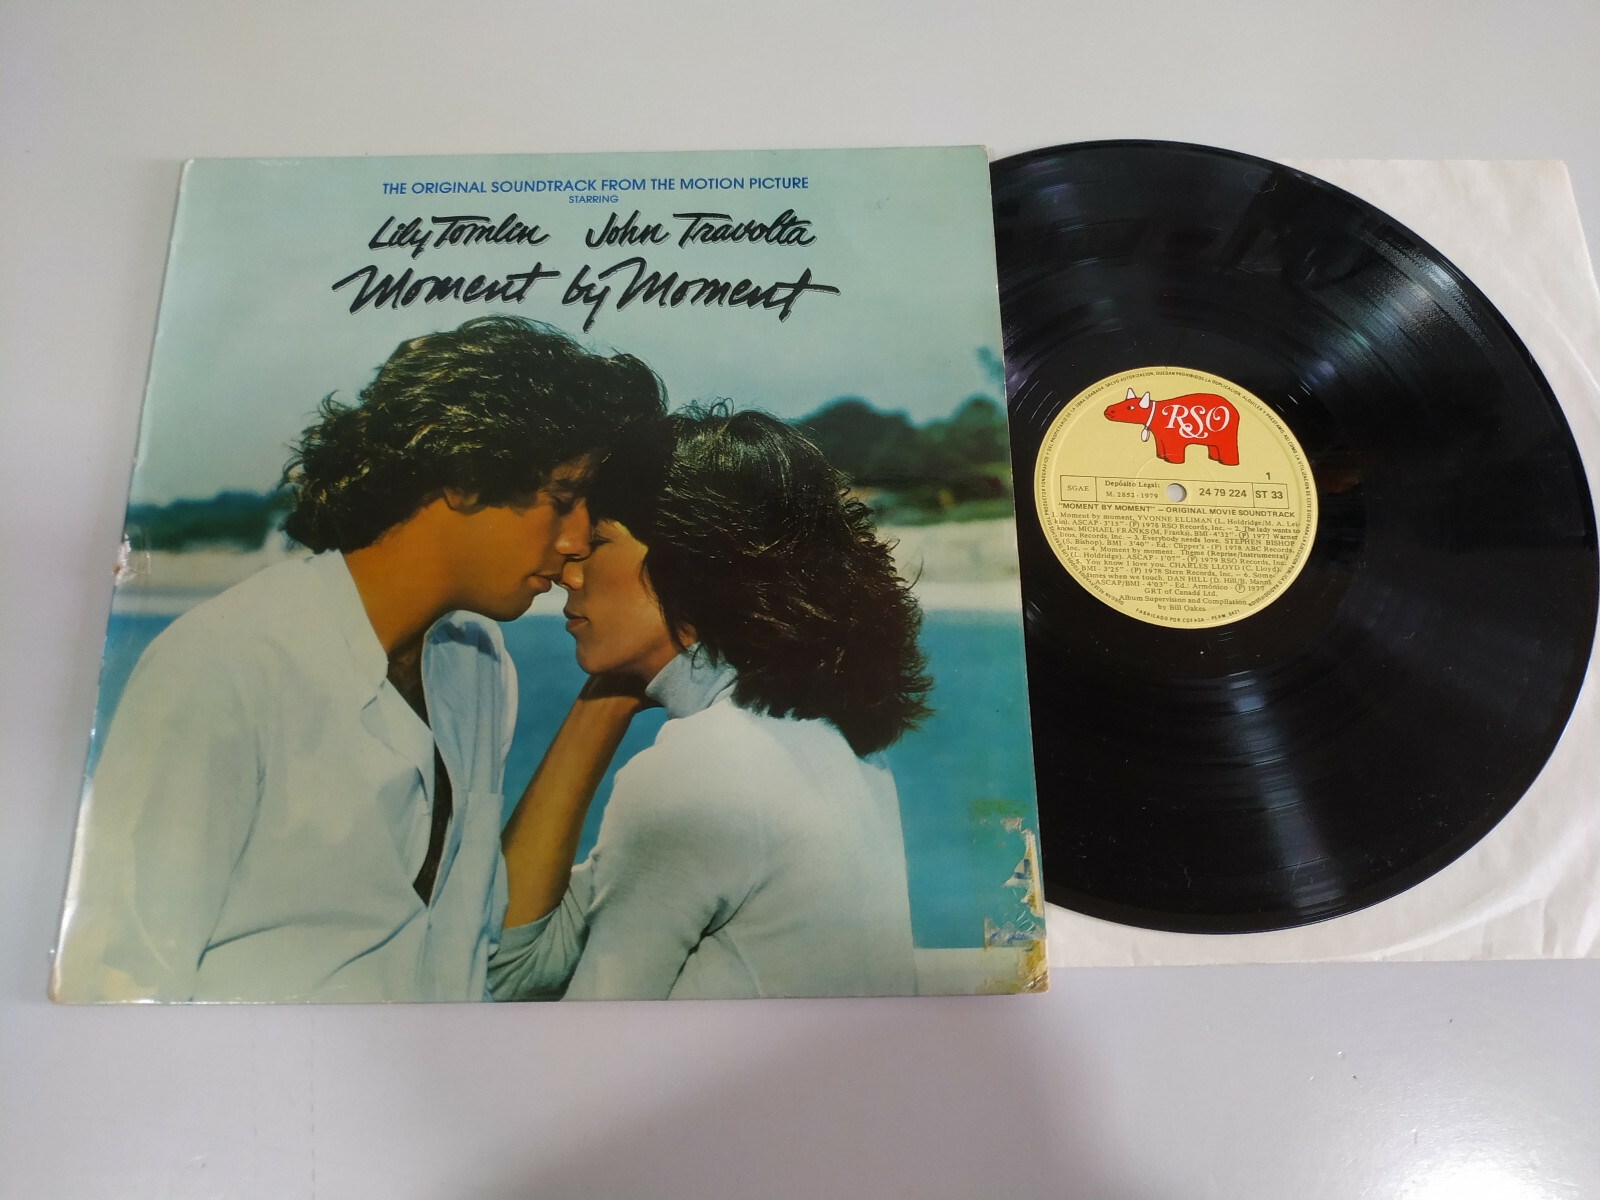 THE ORIGINAL SOUNDTRACK FROM THE MOTION PICTURE
STARRING
Lily Tomlin John Travolta
Moment by Moment
RSO
1
SGAE
Depósito Legal:
M. 2852 - 1979
24 79 224
ST 33
"MOMENT BY MOMENT" — ORIGINAL MOVIE SOUNDTRACK
1. Moment by moment, YVONNE ELLIMAN (L. Holdridge/M. A. Lei-
kin). ASCAP - 3'15" - (P) 1978 RSO Records, Inc. — 2. The lady wants to
know. MICHAEL FRANKS (M. Franks). BMI - 4'32" - (P) 1977 Warner
Bros. Records, Inc. — 3. Everybody needs love. STEPHEN BISHOP
(S. Bishop). BMI - 3'40" - Ed.: Clipper's - (P) 1978 ABC Records,
Inc. — 4. Moment by moment. Theme (Reprise/Instrumental)
(L. Holdridge). ASCAP - 1'07" - (P) 1979 RSO Records, Inc.
5. You know I love you. CHARLES LLOYD (C. Lloyd).
BMI - 3'25" - (P) 1978 Stern Records, Inc. — 6. Some-
times when we touch. DAN HILL (D. Hill/B. Mann).
ASCAP/BMI - 4'03" - Ed.: Armónico - (P) 1977
GRT of Canadá Ltd.
Album Supervision and Compilation
by Bill Oakes
FABRICADO POR COFASA